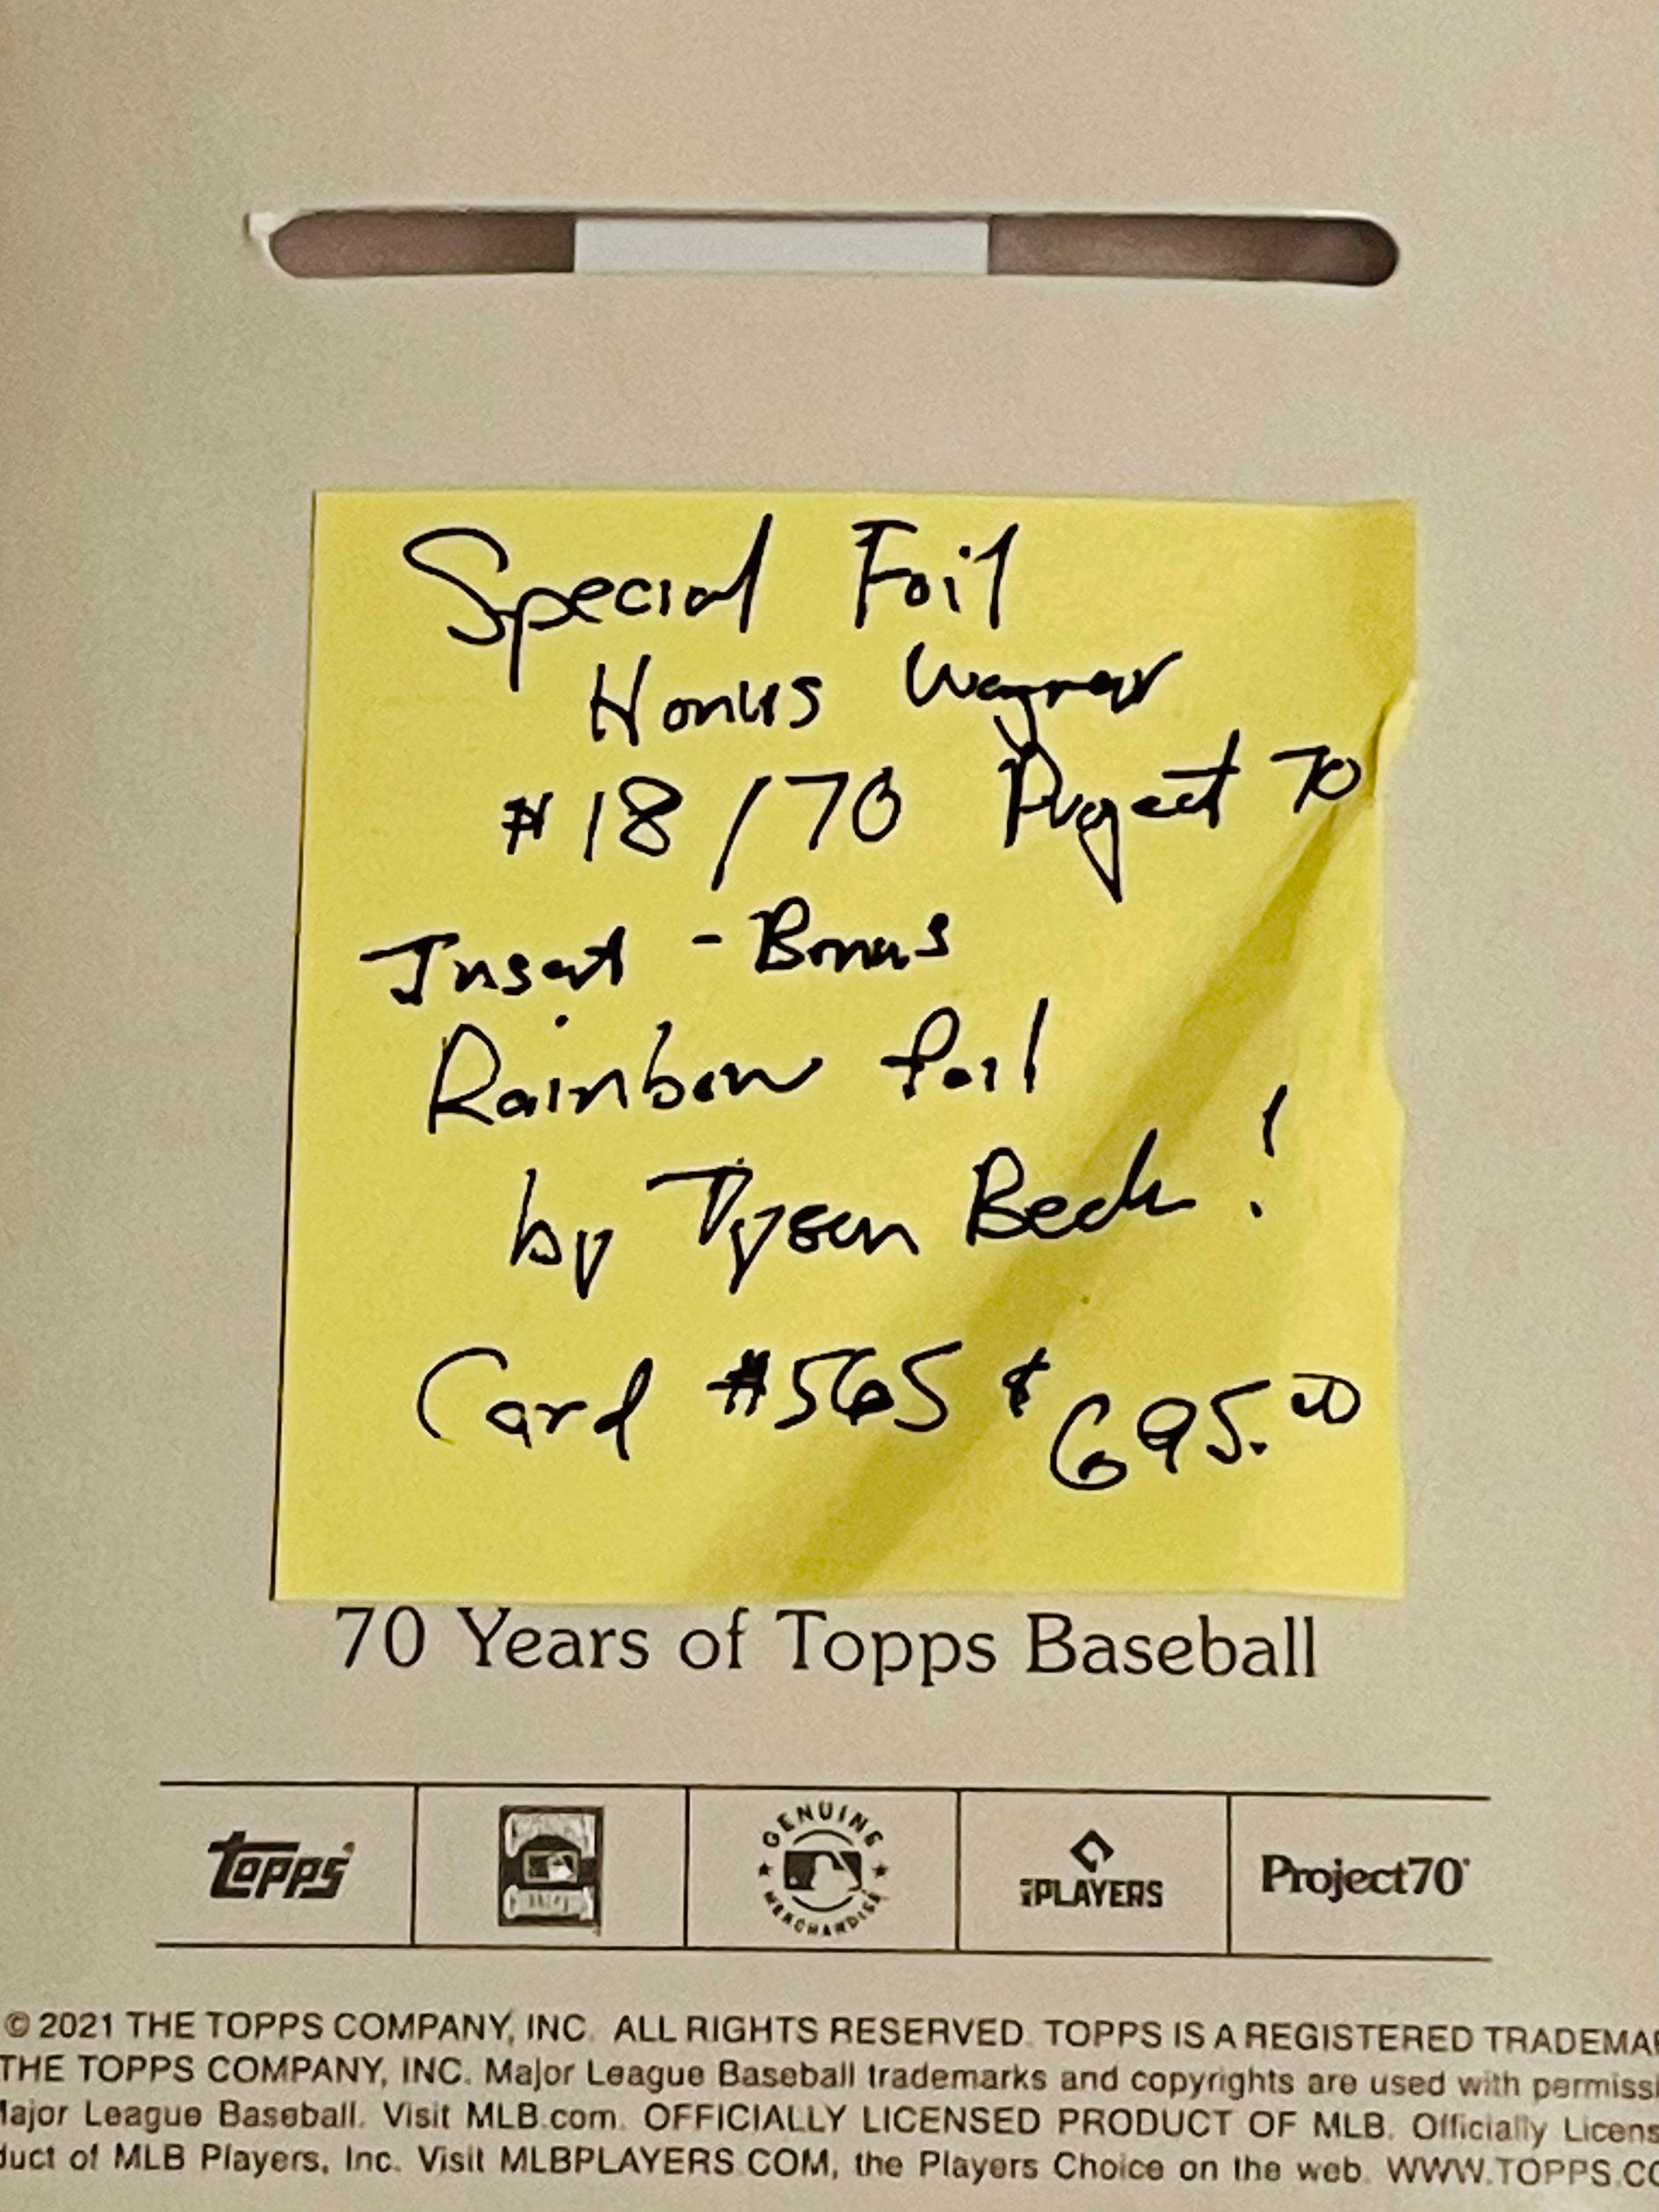 Special Foil
Honus Wagner
#18/70 Project 70
Insert - Bonus
Rainbow foil
by Tyson Beck!
Card #565 $695.00
70 Years of Topps Baseball
topps
GENUINE MERCHANDISE
PLAYERS
Project70
© 2021 THE TOPPS COMPANY, INC. ALL RIGHTS RESERVED. TOPPS IS A REGISTERED TRADEMA
THE TOPPS COMPANY, INC. Major League Baseball trademarks and copyrights are used with permissi
Major League Baseball. Visit MLB.com. OFFICIALLY LICENSED PRODUCT OF MLB. Officially Licens
duct of MLB Players, Inc. Visit MLBPLAYERS.COM, the Players Choice on the web. WWW.TOPPS.CO